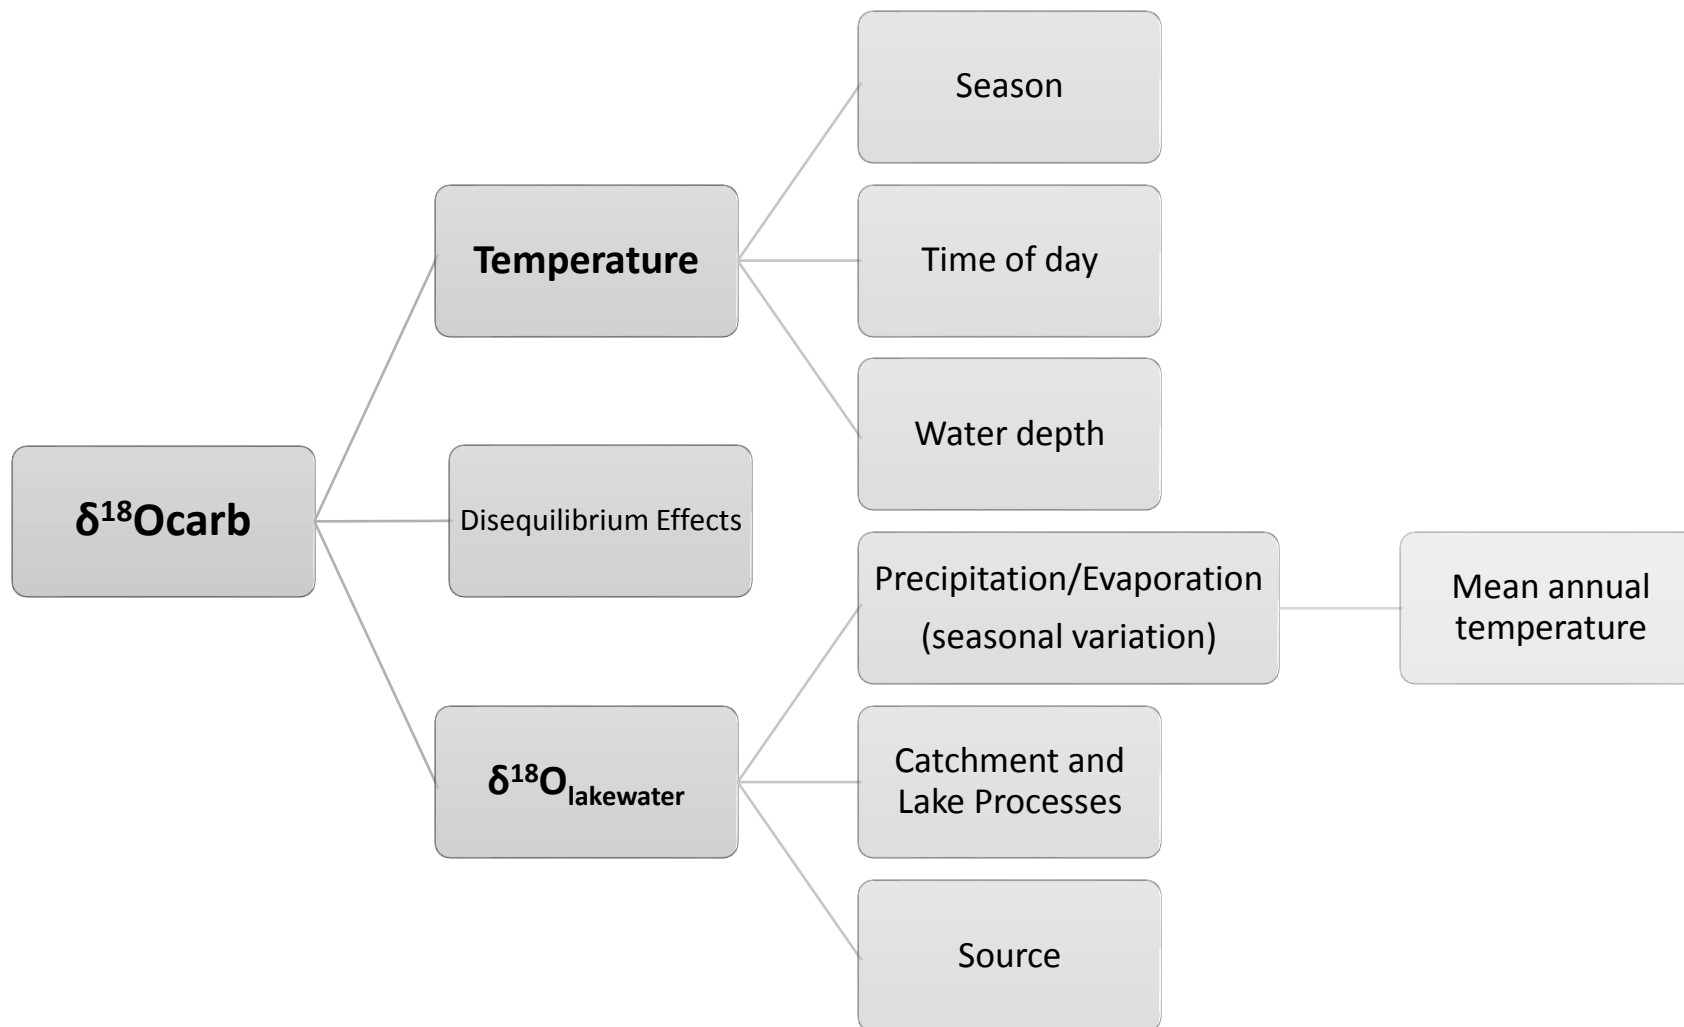 Season
Temperature
Time of day
Water depth
δ¹⁸Ocarb
Disequilibrium Effects
Precipitation/Evaporation
(seasonal variation)
Mean annual
temperature
δ¹⁸O_lakewater
Catchment and
Lake Processes
Source